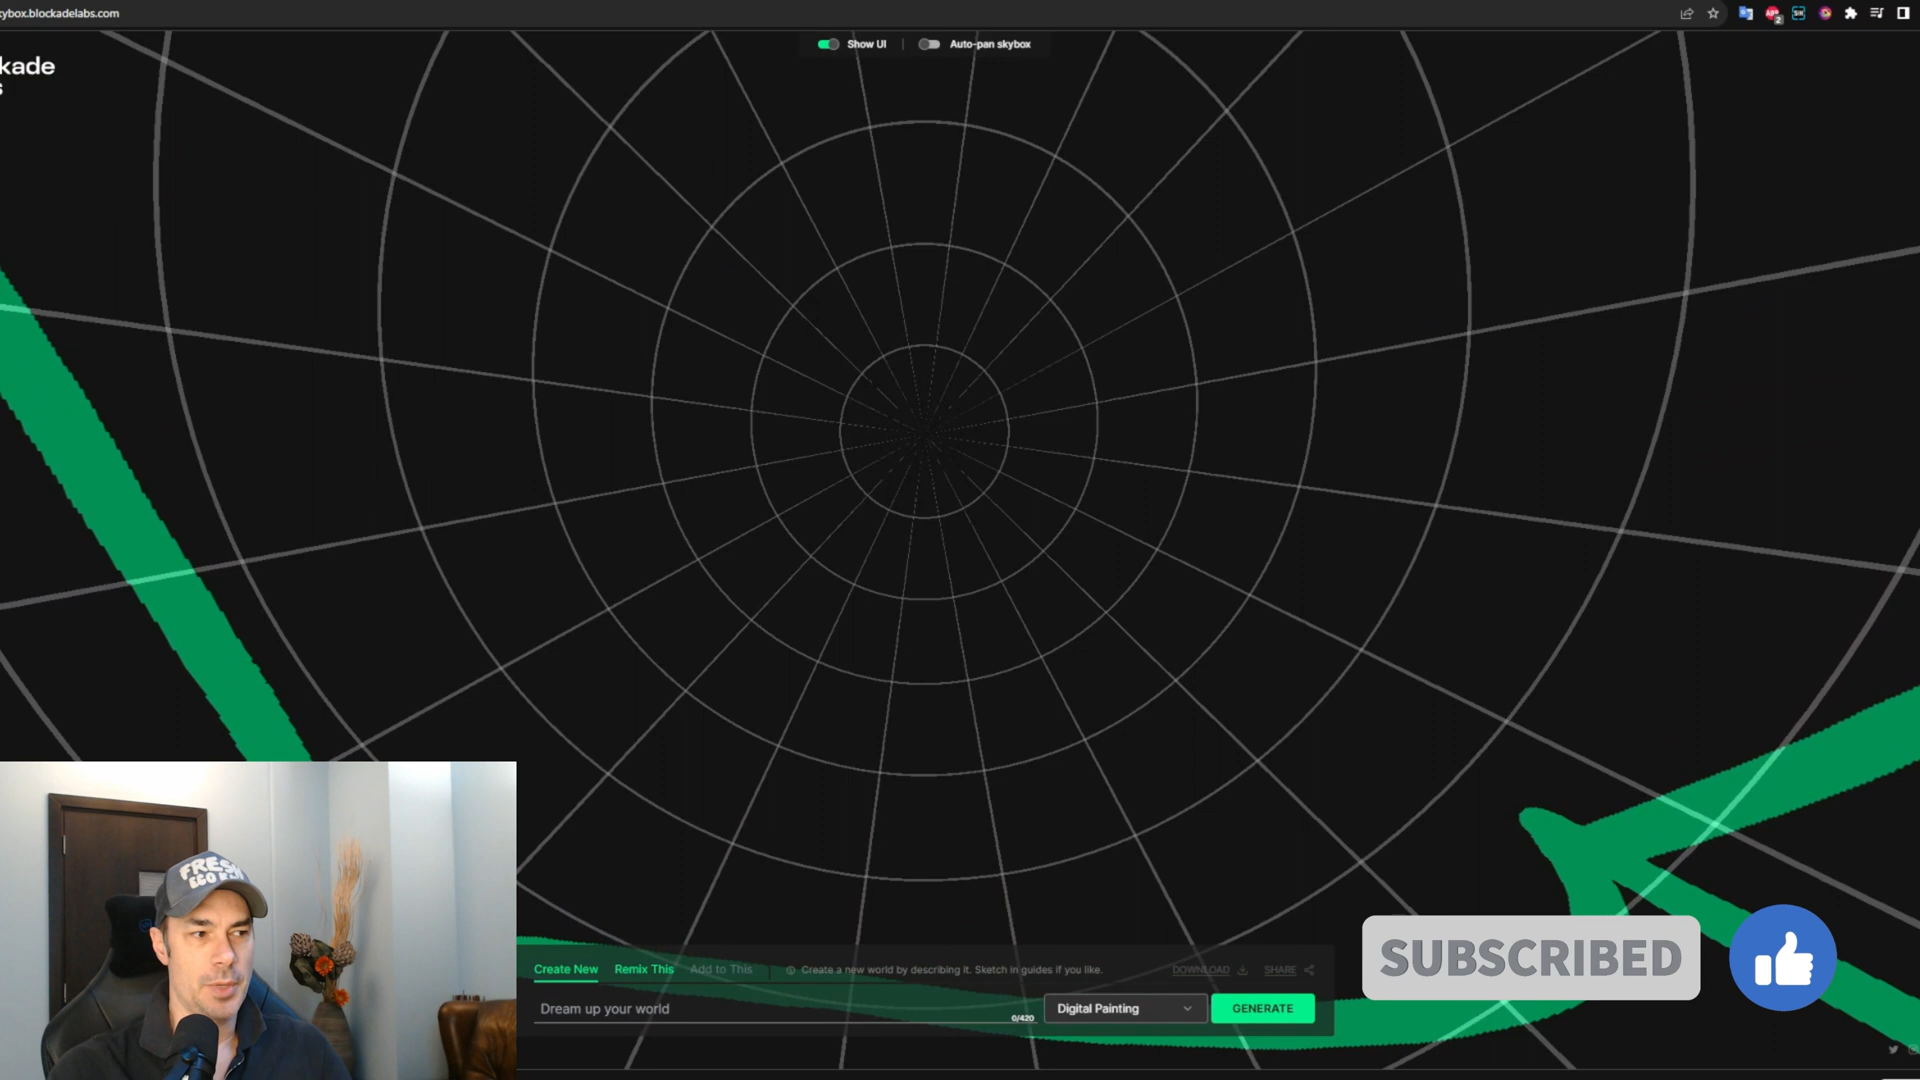 ybox.blockadelabs.com
Show UI
Auto-pan skybox
kade
s
FRESH
EGO
SUBSCRIBED
Create New
Remix This
Add to This
Create a new world by describing it. Sketch in guides if you like.
DOWNLOAD
SHARE
Dream up your world
0/420
Digital Painting
GENERATE